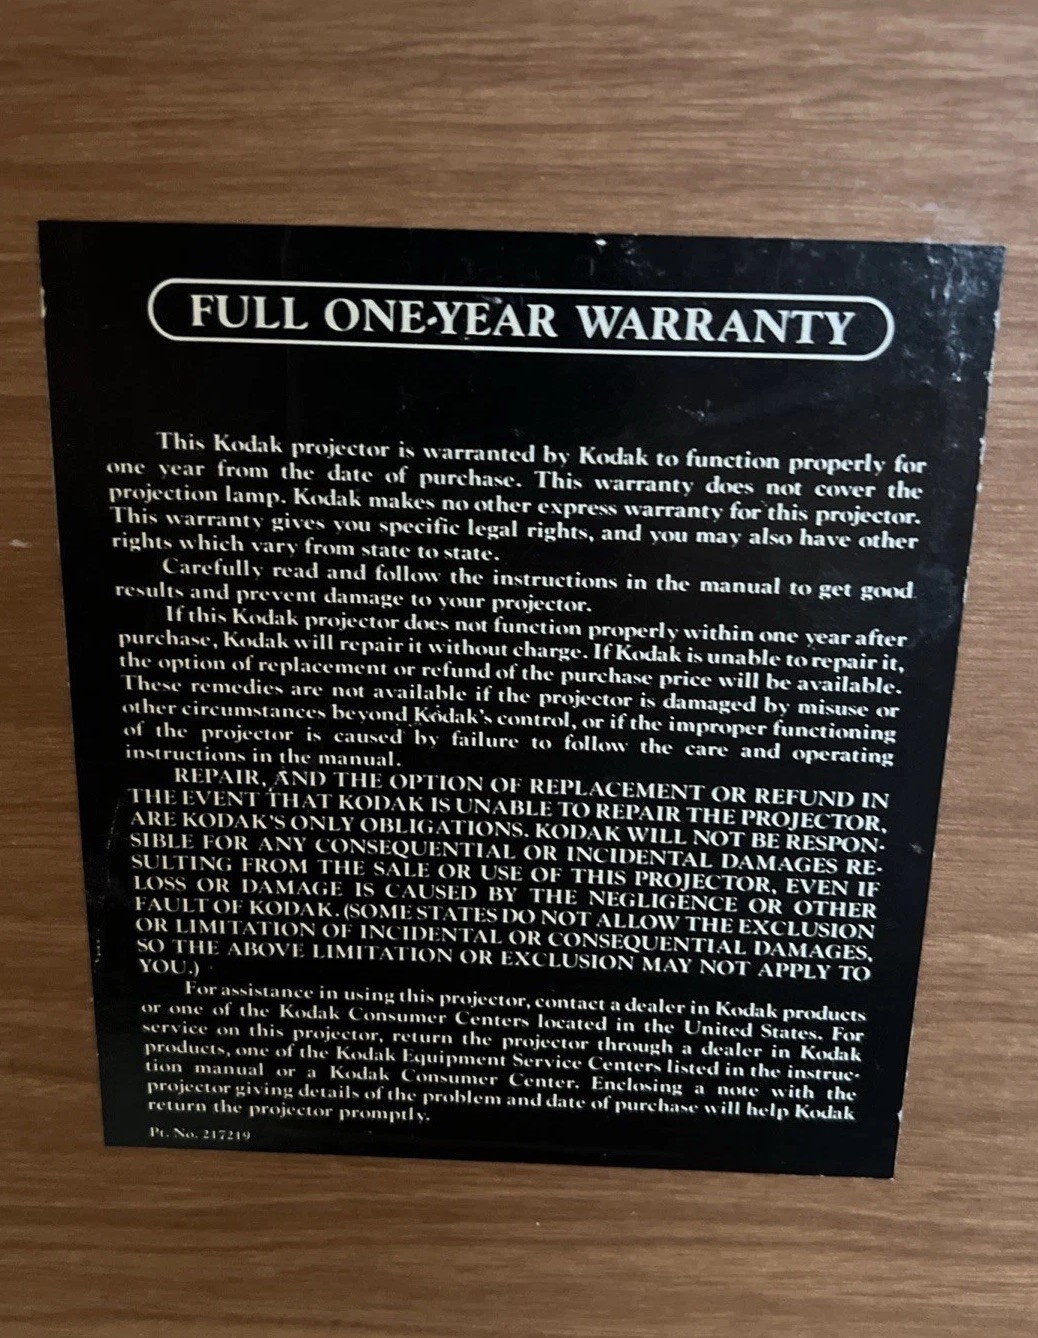 FULL ONE-YEAR WARRANTY
This Kodak projector is warranted by Kodak to function properly for
one year from the date of purchase. This warranty does not cover the
projection lamp. Kodak makes no other express warranty for this projector.
This warranty gives you specific legal rights, and you may also have other
rights which vary from state to state.
Carefully read and follow the instructions in the manual to get good
results and prevent damage to your projector.
If this Kodak projector does not function properly within one year after
purchase, Kodak will repair it without charge. If Kodak is unable to repair it,
the option of replacement or refund of the purchase price will be available.
These remedies are not available if the projector is damaged by misuse or
other circumstances beyond Kodak's control, or if the improper functioning
of the projector is caused by failure to follow the care and operating
instructions in the manual.
REPAIR, AND THE OPTION OF REPLACEMENT OR REFUND IN
THE EVENT THAT KODAK IS UNABLE TO REPAIR THE PROJECTOR,
ARE KODAK'S ONLY OBLIGATIONS. KODAK WILL NOT BE RESPON-
SIBLE FOR ANY CONSEQUENTIAL OR INCIDENTAL DAMAGES RE-
SULTING FROM THE SALE OR USE OF THIS PROJECTOR, EVEN IF
LOSS OR DAMAGE IS CAUSED BY THE NEGLIGENCE OR OTHER
FAULT OF KODAK. (SOME STATES DO NOT ALLOW THE EXCLUSION
OR LIMITATION OF INCIDENTAL OR CONSEQUENTIAL DAMAGES,
SO THE ABOVE LIMITATION OR EXCLUSION MAY NOT APPLY TO
YOU.)
For assistance in using this projector, contact a dealer in Kodak products
or one of the Kodak Consumer Centers located in the United States. For
service on this projector, return the projector through a dealer in Kodak
products, one of the Kodak Equipment Service Centers listed in the instruc-
tion manual or a Kodak Consumer Center. Enclosing a note with the
projector giving details of the problem and date of purchase will help Kodak
return the projector promptly.
Pt. No. 217219